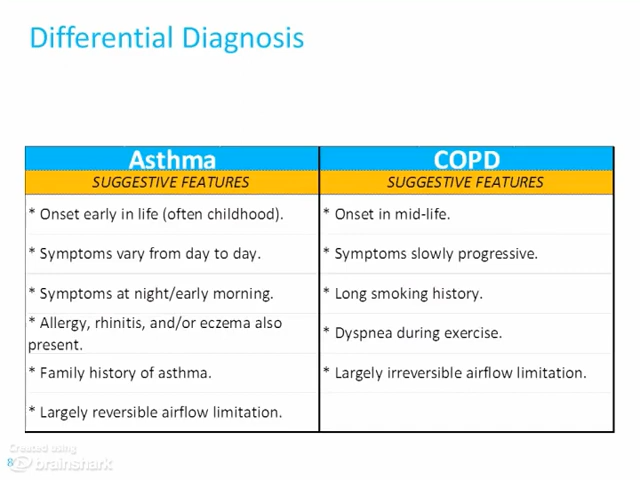 Differential Diagnosis
Asthma
COPD
SUGGESTIVE FEATURES
SUGGESTIVE FEATURES
* Onset early in life (often childhood).
* Onset in mid-life.
* Symptoms vary from day to day.
* Symptoms slowly progressive.
* Symptoms at night/early morning.
* Long smoking history.
* Allergy, rhinitis, and/or eczema also
present.
* Dyspnea during exercise.
* Family history of asthma.
* Largely irreversible airflow limitation.
* Largely reversible airflow limitation.
Created using
8
brainshark